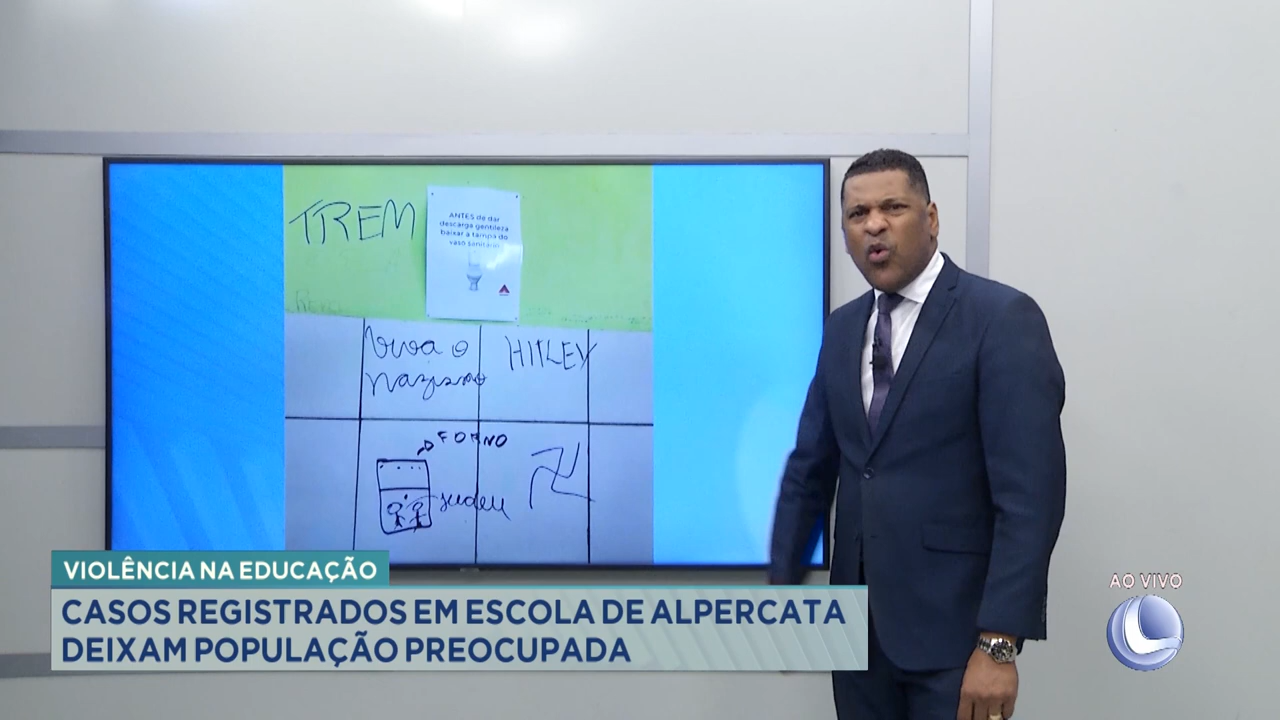 TREM
ANTES de dar
descarga gentileza
baixar a tampa do
vaso sanitário
Viva o
nazismo
HITLEY
FORNO
judeu
VIOLÊNCIA NA EDUCAÇÃO
CASOS REGISTRADOS EM ESCOLA DE ALPERCATA
DEIXAM POPULAÇÃO PREOCUPADA
AO VIVO